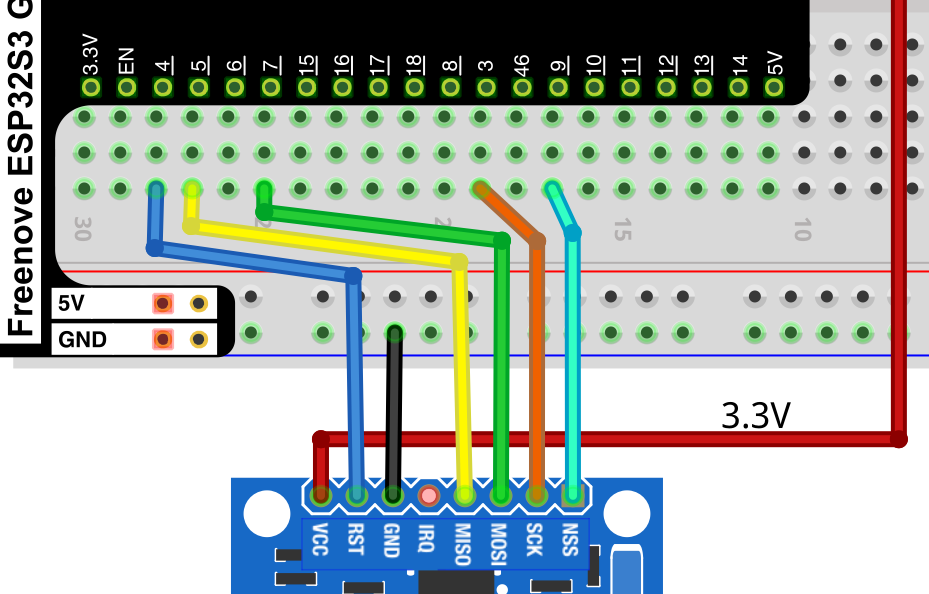 Freenove ESP32S3 G
3.3V EN 4 5 6 7 15 16 17 18 8 3 46 9 10 11 12 13 14 5V
30 15 10
5V
GND
3.3V
VCC RST GND IRQ MISO MOSI SCK NSS